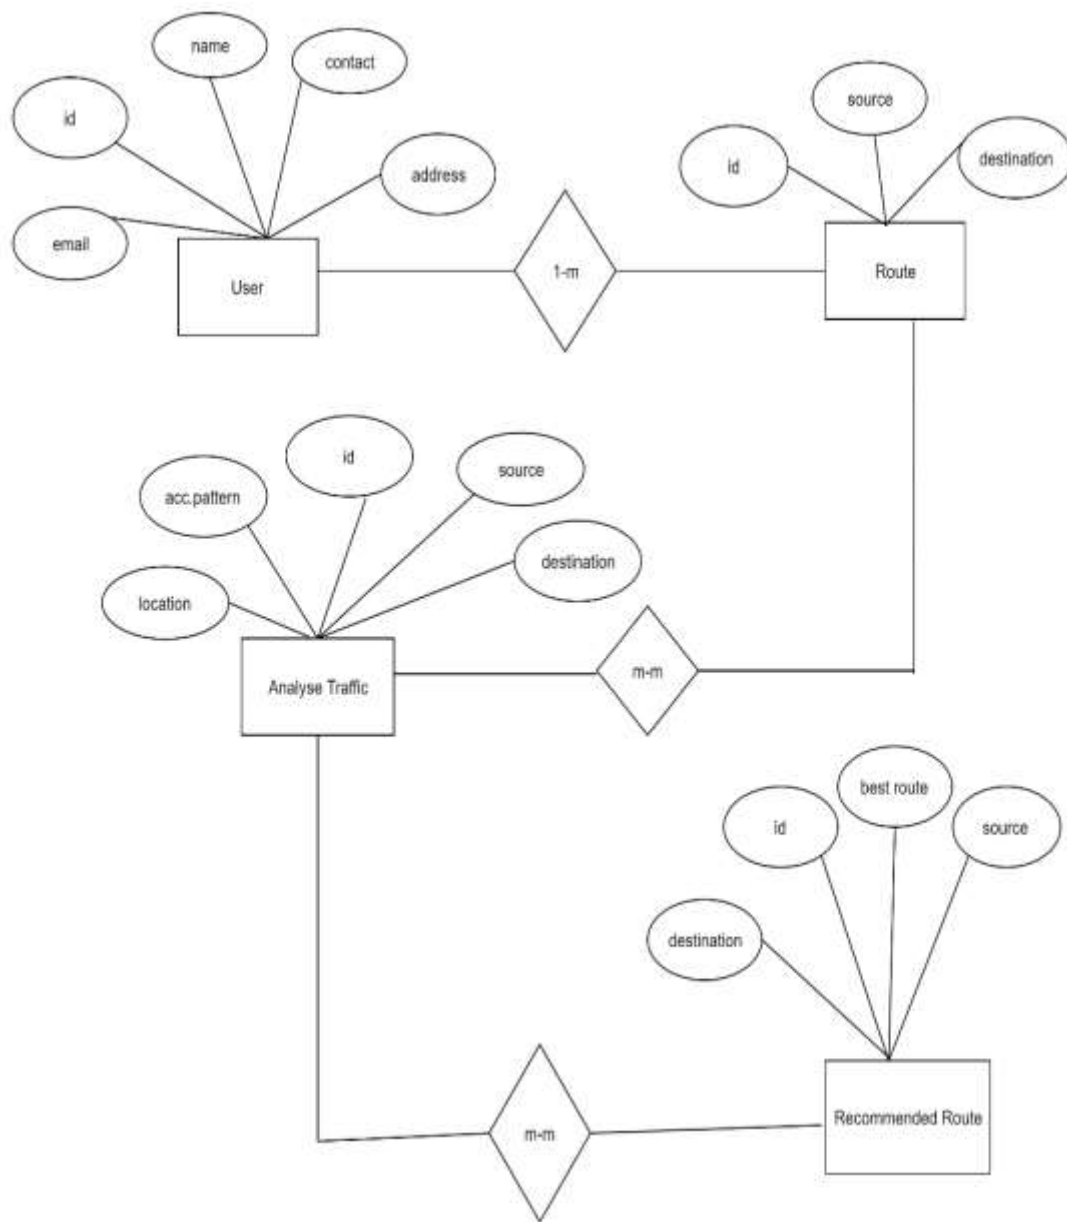 name
contact
id
address
email
User
1-m
source
id
destination
Route
id
source
acc.pattern
destination
location
Analyse Traffic
m-m
best route
id
source
destination
Recommended Route
m-m